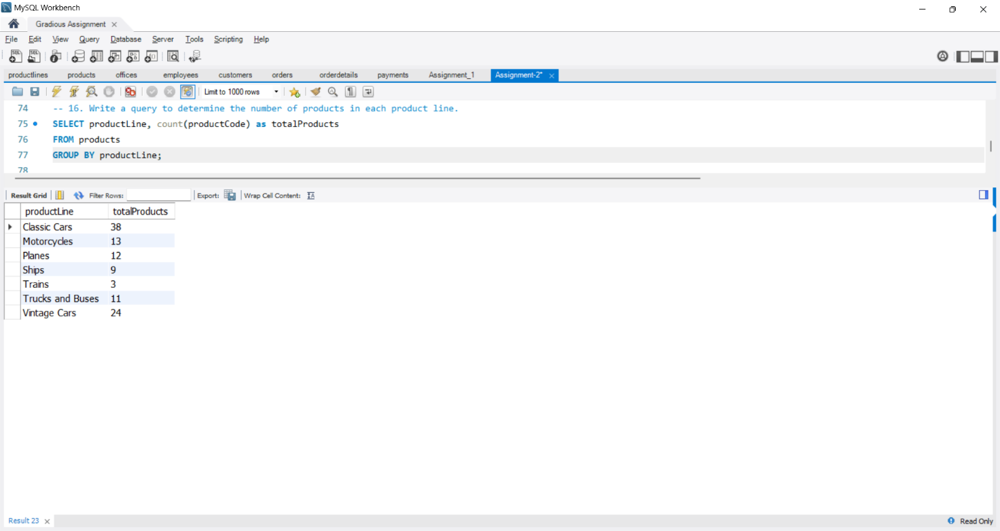 MySQL Workbench
Gradious Assignment
File Edit View Query Database Server Tools Scripting Help
productlines products offices employees customers orders orderdetails payments Assignment_1 Assignment-2*
Limit to 1000 rows
74 -- 16. Write a query to determine the number of products in each product line.
75 SELECT productLine, count(productCode) as totalProducts
76 FROM products
77 GROUP BY productLine;
78
Result Grid Filter Rows: Export: Wrap Cell Content:
productLine totalProducts
Classic Cars 38
Motorcycles 13
Planes 12
Ships 9
Trains 3
Trucks and Buses 11
Vintage Cars 24
Result 23 Read Only